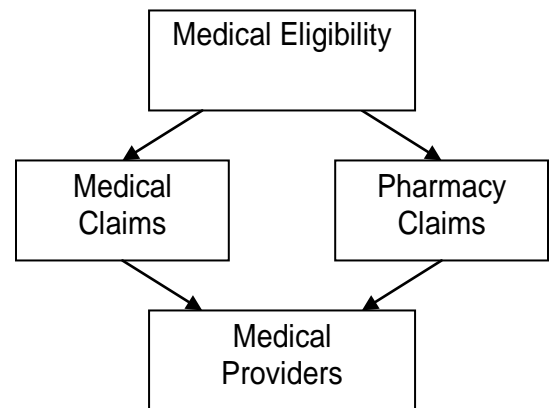 Medical Eligibility
Medical
Claims
Pharmacy
Claims
Medical
Providers